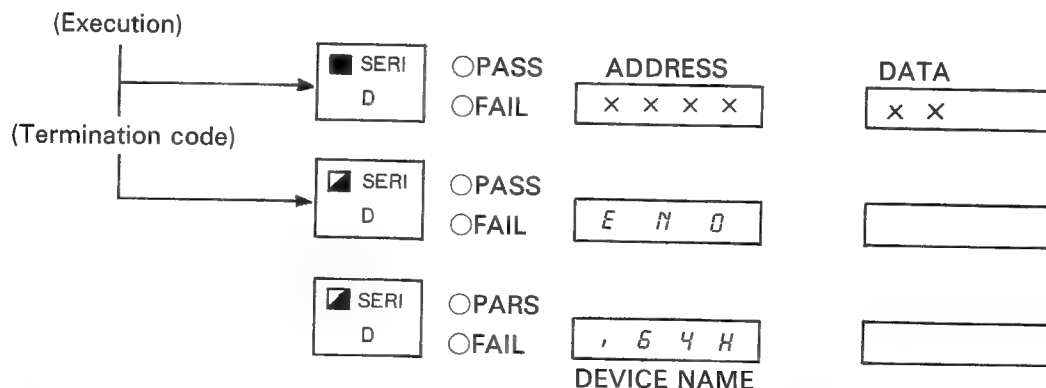 (Execution)
SERI
D
○PASS
○FAIL
ADDRESS
× × × ×
DATA
× ×
(Termination code)
SERI
D
○PASS
○FAIL
E N D
SERI
D
○PARS
○FAIL
, 6 4 H
DEVICE NAME